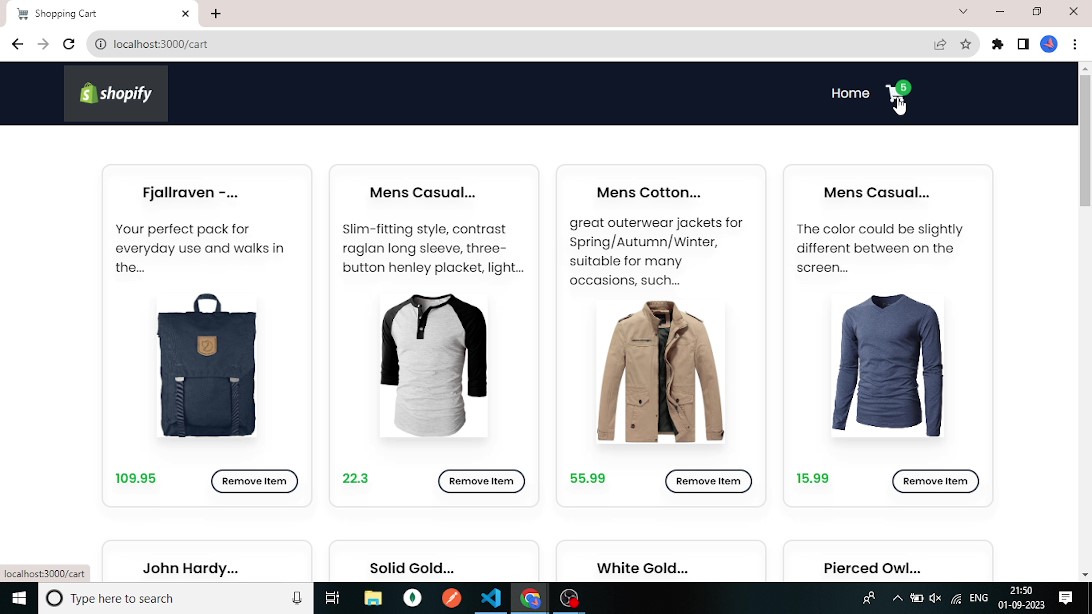 Shopping Cart
localhost:3000/cart
shopify
Home
5
Fjallraven -...
Your perfect pack for
everyday use and walks in
the...
109.95
Remove Item
Mens Casual...
Slim-fitting style, contrast
raglan long sleeve, three-
button henley placket, light...
22.3
Remove Item
Mens Cotton...
great outerwear jackets for
Spring/Autumn/Winter,
suitable for many
occasions, such...
55.99
Remove Item
Mens Casual...
The color could be slightly
different between on the
screen...
15.99
Remove Item
John Hardy...
Solid Gold...
White Gold...
Pierced Owl...
localhost:3000/cart
Type here to search
ENG
21:50
01-09-2023